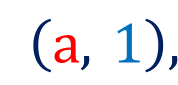 (a, 1),